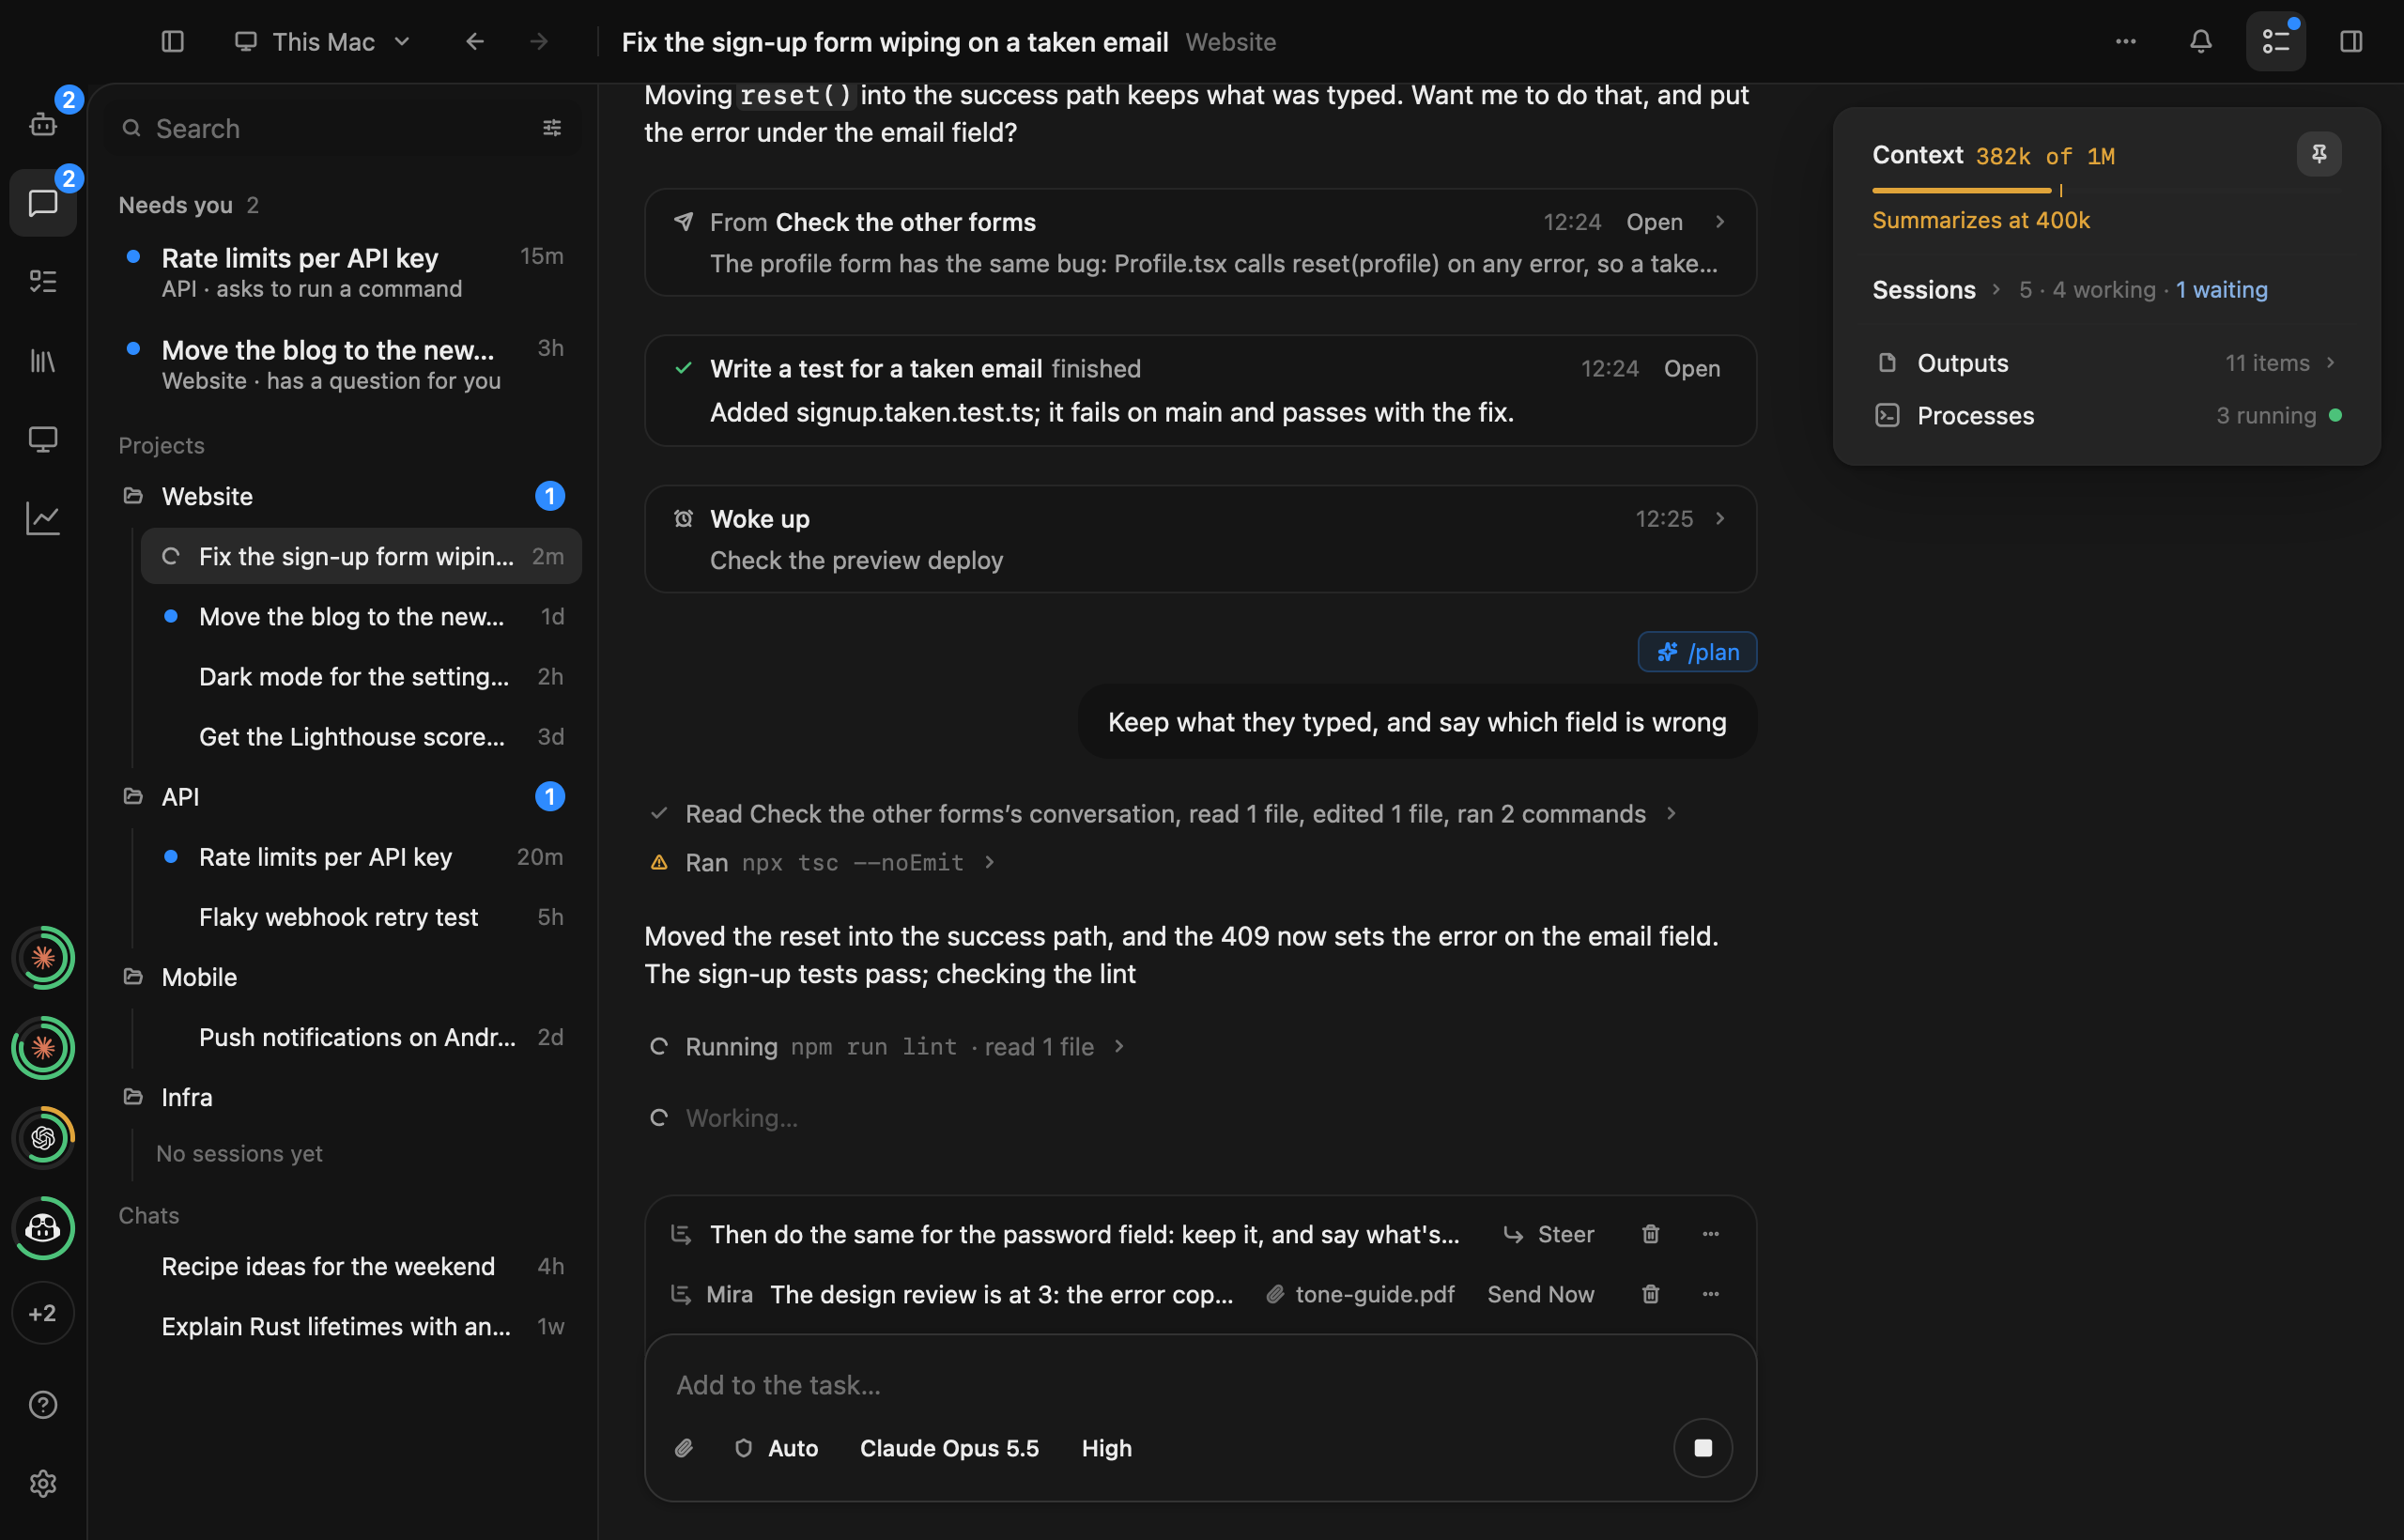 This Mac
Fix the sign-up form wiping on a taken email Website
2
2
Search
Needs you 2
Rate limits per API key 15m
API · asks to run a command
Move the blog to the new... 3h
Website · has a question for you
Projects
Website 1
Fix the sign-up form wipin... 2m
Move the blog to the new... 1d
Dark mode for the setting... 2h
Get the Lighthouse score... 3d
API 1
Rate limits per API key 20m
Flaky webhook retry test 5h
Mobile
Push notifications on Andr... 2d
Infra
No sessions yet
Chats
Recipe ideas for the weekend 4h
Explain Rust lifetimes with an... 1w
+2
Moving reset() into the success path keeps what was typed. Want me to do that, and put
the error under the email field?
From Check the other forms 12:24 Open
The profile form has the same bug: Profile.tsx calls reset(profile) on any error, so a take...
Write a test for a taken email finished 12:24 Open
Added signup.taken.test.ts; it fails on main and passes with the fix.
Woke up 12:25
Check the preview deploy
/plan
Keep what they typed, and say which field is wrong
Read Check the other forms’s conversation, read 1 file, edited 1 file, ran 2 commands
Ran npx tsc --noEmit
Moved the reset into the success path, and the 409 now sets the error on the email field.
The sign-up tests pass; checking the lint
Running npm run lint · read 1 file
Working...
Then do the same for the password field: keep it, and say what's... Steer
Mira The design review is at 3: the error cop... tone-guide.pdf Send Now
Add to the task...
Auto Claude Opus 5.5 High
Context 382k of 1M
Summarizes at 400k
Sessions 5 · 4 working · 1 waiting
Outputs 11 items
Processes 3 running